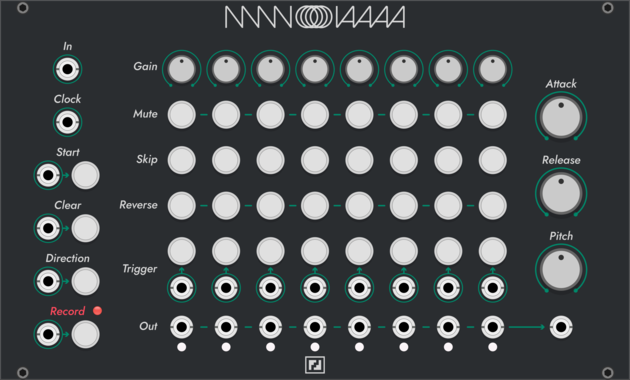 In
Clock
Start
Clear
Direction
Record
Gain
Mute
Skip
Reverse
Trigger
Out
Attack
Release
Pitch